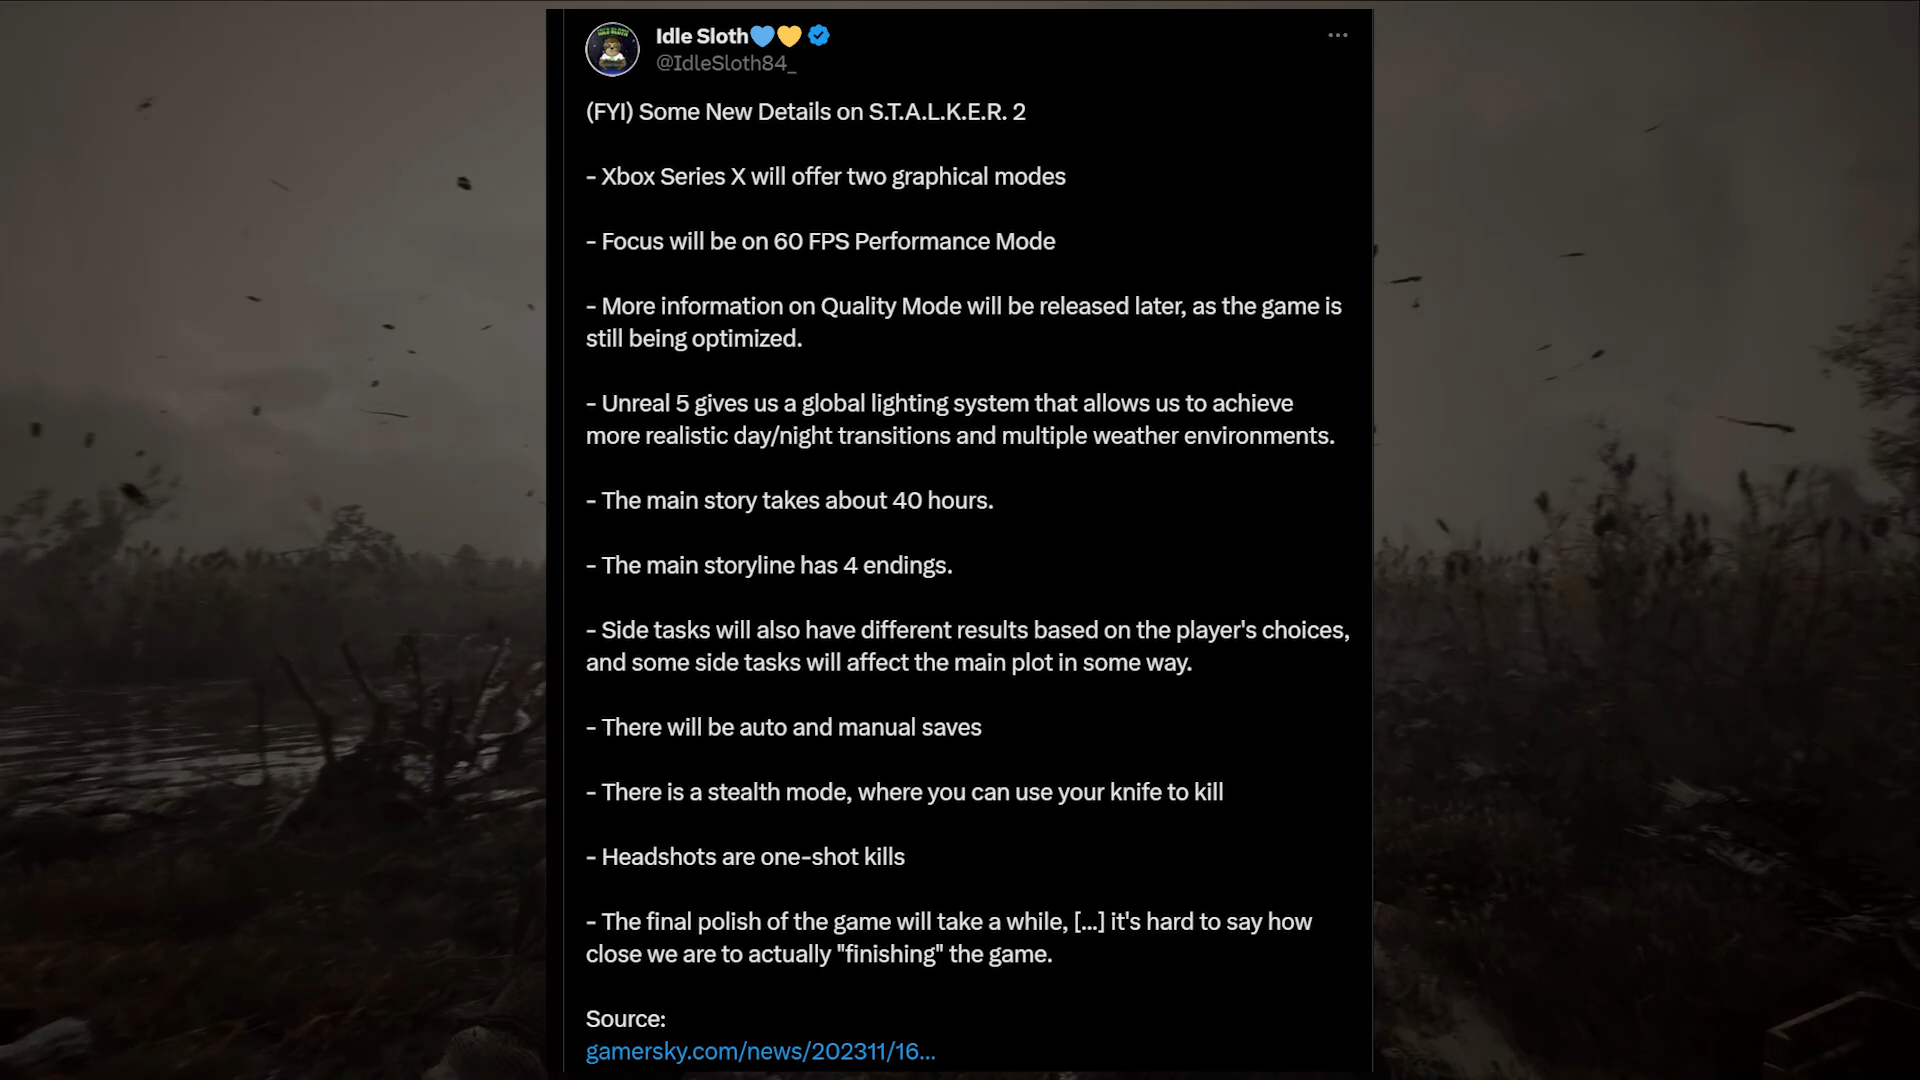 Idle Sloth💙💛
@IdleSloth84_
(FYI) Some New Details on S.T.A.L.K.E.R. 2
- Xbox Series X will offer two graphical modes
- Focus will be on 60 FPS Performance Mode
- More information on Quality Mode will be released later, as the game is
still being optimized.
- Unreal 5 gives us a global lighting system that allows us to achieve
more realistic day/night transitions and multiple weather environments.
- The main story takes about 40 hours.
- The main storyline has 4 endings.
- Side tasks will also have different results based on the player's choices,
and some side tasks will affect the main plot in some way.
- There will be auto and manual saves
- There is a stealth mode, where you can use your knife to kill
- Headshots are one-shot kills
- The final polish of the game will take a while, [...] it's hard to say how
close we are to actually "finishing" the game.
Source:
gamersky.com/news/202311/16...